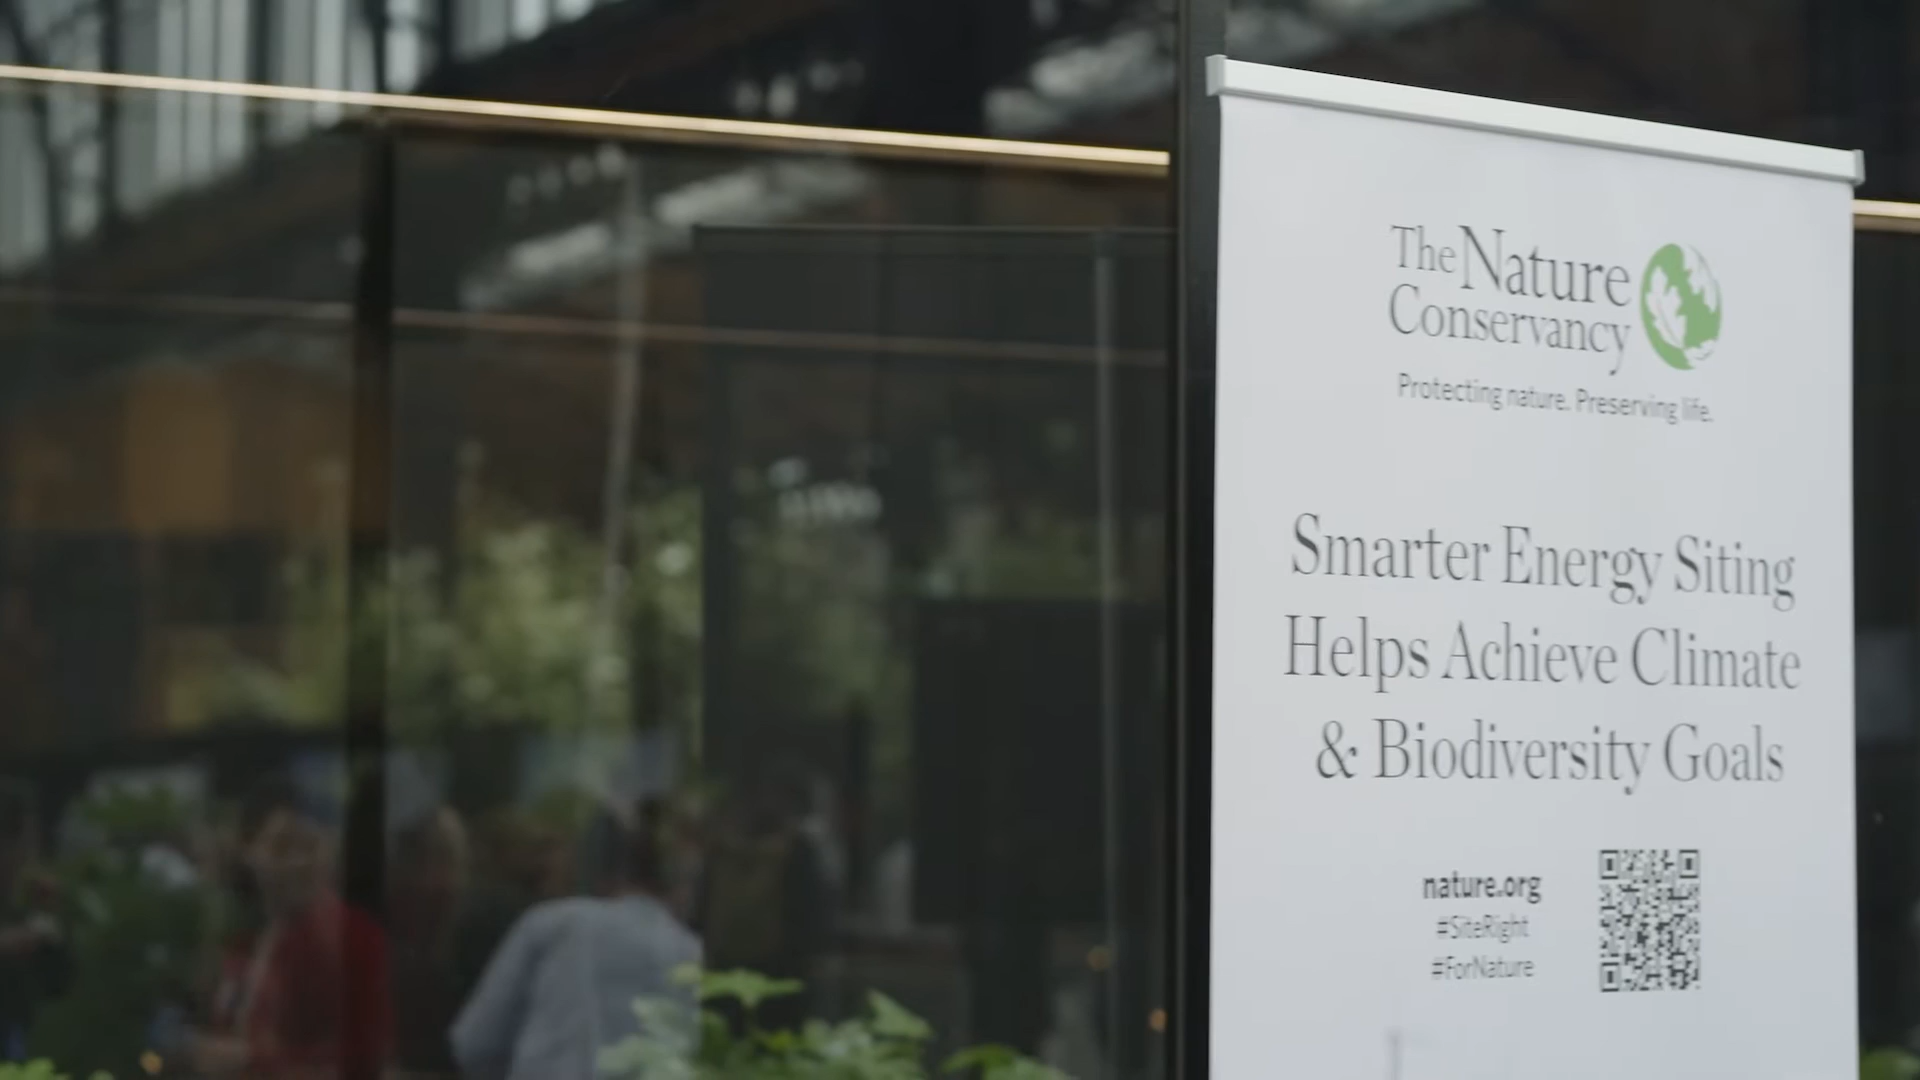 The Nature
Conservancy
Protecting nature. Preserving life.
Smarter Energy Siting
Helps Achieve Climate
& Biodiversity Goals
nature.org
#SiteRight
#ForNature